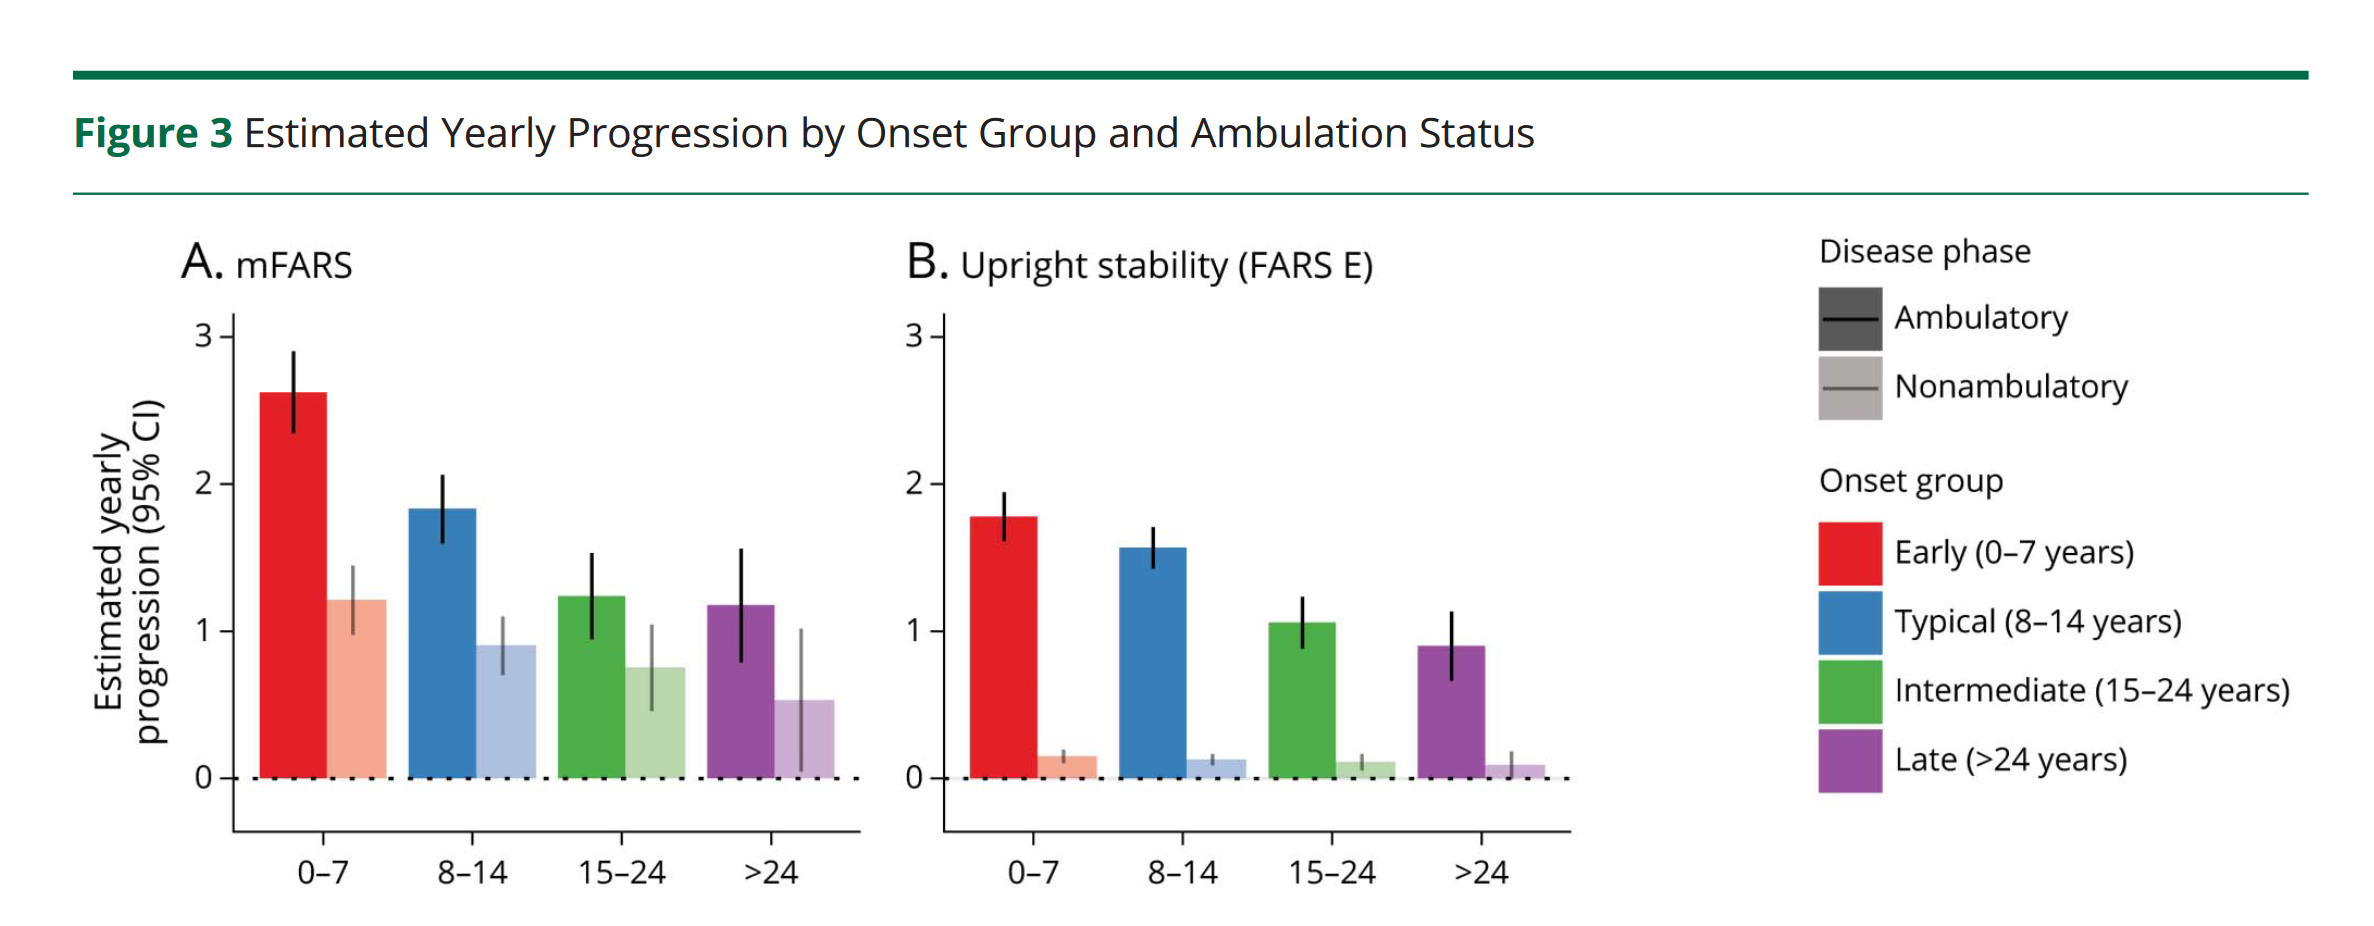 Figure 3 Estimated Yearly Progression by Onset Group and Ambulation Status
A. mFARS
Estimated yearly
progression (95% CI)
3
2
1
0
0–7
8–14
15–24
>24
B. Upright stability (FARS E)
3
2
1
0
0–7
8–14
15–24
>24
Disease phase
Ambulatory
Nonambulatory
Onset group
Early (0–7 years)
Typical (8–14 years)
Intermediate (15–24 years)
Late (>24 years)